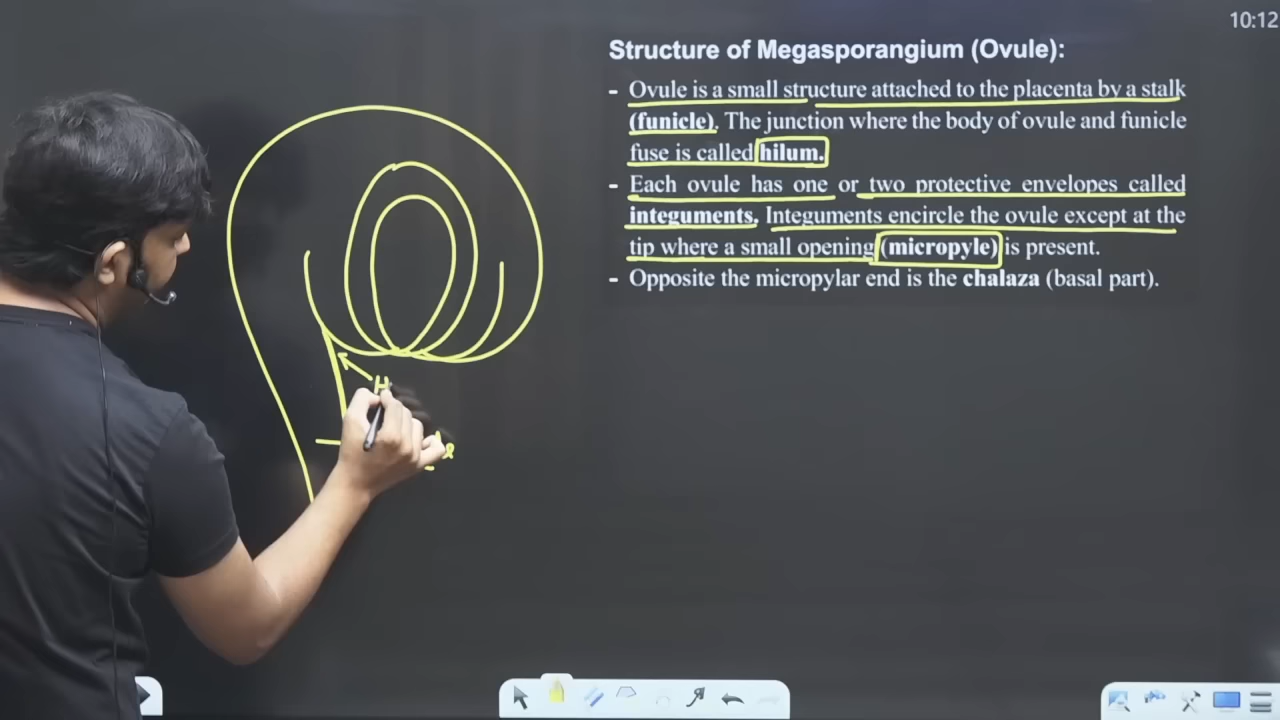 10:12
Structure of Megasporangium (Ovule):
- Ovule is a small structure attached to the placenta by a stalk
(funicle). The junction where the body of ovule and funicle
fuse is called hilum.
- Each ovule has one or two protective envelopes called
integuments. Integuments encircle the ovule except at the
tip where a small opening (micropyle) is present.
- Opposite the micropylar end is the chalaza (basal part).
H